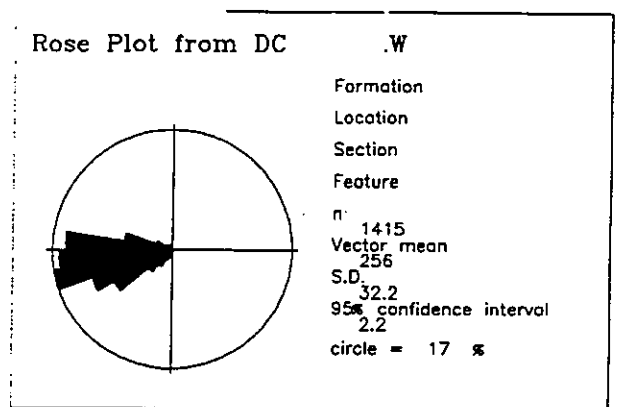 Rose Plot from DC .W
Formation
Location
Section
Feature
n
1415
Vector mean
256
S.D.
32.2
95% confidence interval
2.2
circle = 17 %